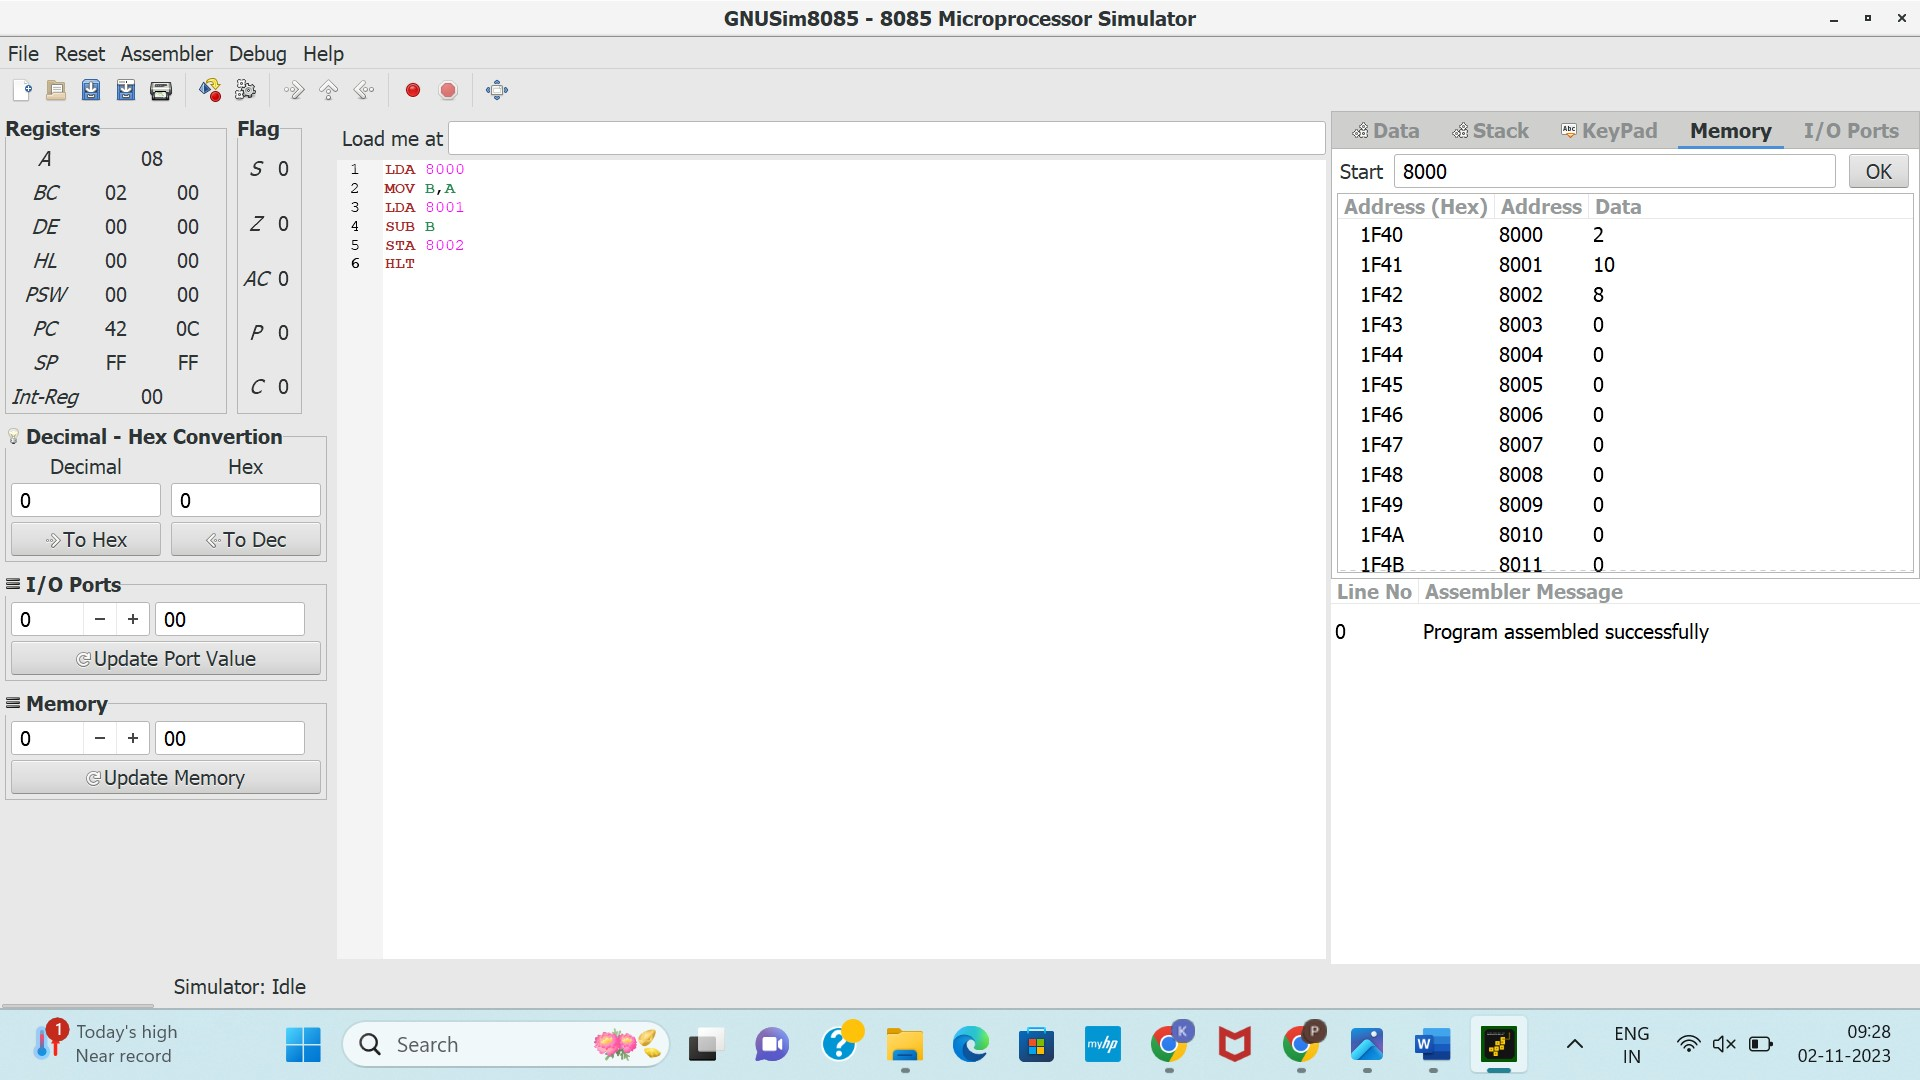 GNUSim8085 - 8085 Microprocessor Simulator
File Reset Assembler Debug Help
Registers
A 08
BC 02 00
DE 00 00
HL 00 00
PSW 00 00
PC 42 0C
SP FF FF
Int-Reg 00
Flag
S 0
Z 0
AC 0
P 0
C 0
Decimal - Hex Convertion
Decimal Hex
0 0
To Hex To Dec
I/O Ports
0 − + 00
Update Port Value
Memory
0 − + 00
Update Memory
Load me at
1 LDA 8000
2 MOV B,A
3 LDA 8001
4 SUB B
5 STA 8002
6 HLT
Data Stack Abc KeyPad Memory I/O Ports
Start 8000 OK
Address (Hex) Address Data
1F40 8000 2
1F41 8001 10
1F42 8002 8
1F43 8003 0
1F44 8004 0
1F45 8005 0
1F46 8006 0
1F47 8007 0
1F48 8008 0
1F49 8009 0
1F4A 8010 0
1F4B 8011 0
Line No Assembler Message
0 Program assembled successfully
Simulator: Idle
1 Today's high
Near record
Search
? myhp K P W
ENG
IN
09:28
02-11-2023